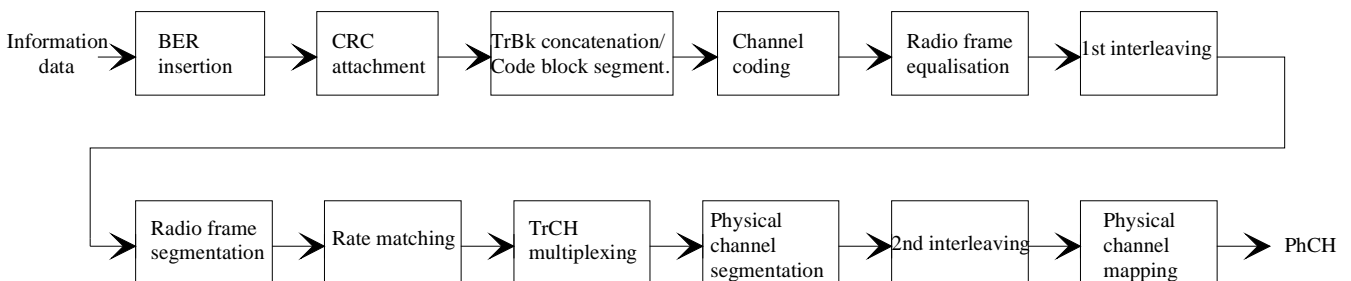 Information
data
BER
insertion
CRC
attachment
TrBk concatenation/
Code block segment.
Channel
coding
Radio frame
equalisation
1st interleaving
Radio frame
segmentation
Rate matching
TrCH
multiplexing
Physical
channel
segmentation
2nd interleaving
Physical
channel
mapping
PhCH